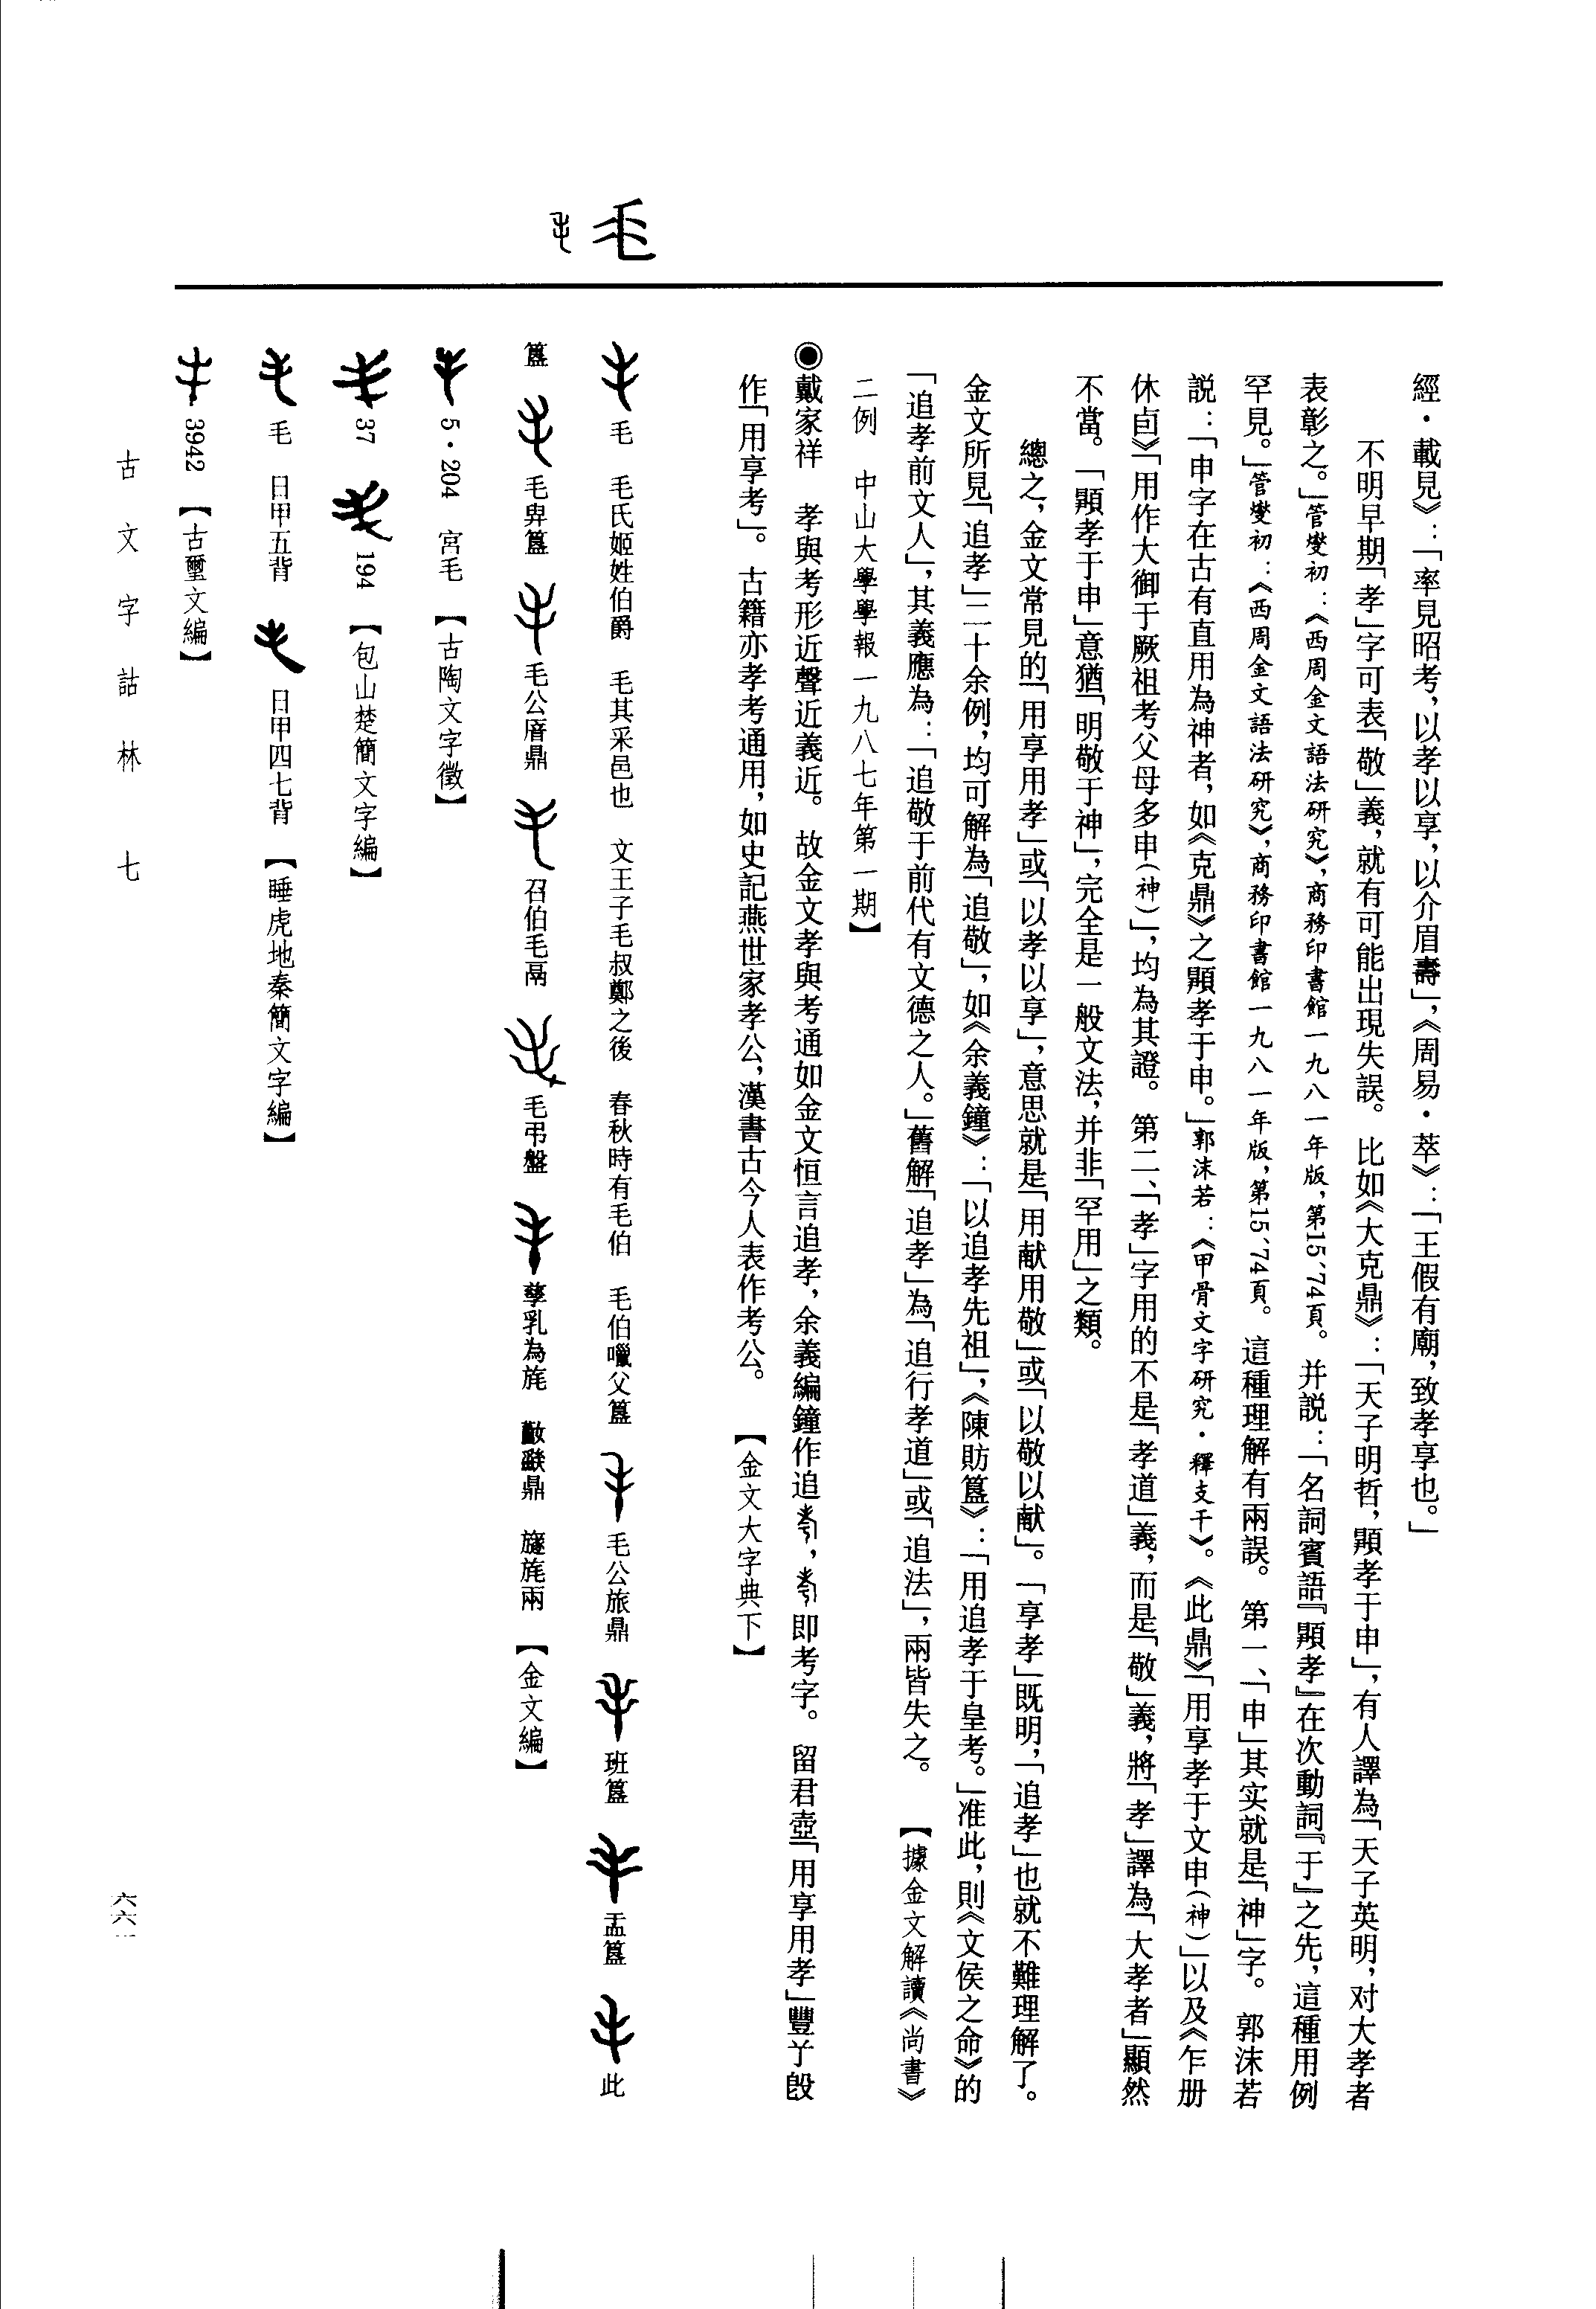 毛
經·載見》：「率見昭考，以孝以享，以介眉壽」，《周易·萃》：「王假有廟，致孝享也。」
不明早期「孝」字可表「敬」義，就有可能出現失誤。比如《大克鼎》：「天子明哲，顯孝于申」，有人譯為「天子英明，对大孝者
表彰之。」管燮初：《西周金文語法研究》，商務印書館一九八一年版，第15、74頁。并説：「名詞賓語『顯孝』在次動詞『于』之先，這種用例
罕見。」管燮初：《西周金文語法研究》，商務印書館一九八一年版，第15、74頁。這種理解有兩誤。第一、「申」其实就是「神」字。郭沫若
説：「申字在古有直用為神者，如《克鼎》之顯孝于申。」郭沫若：《甲骨文字研究·釋支干》。《此鼎》「用享孝于文申（神）」以及《乍册
休卣》「用作大御于厥祖考父母多申（神）」，均為其證。第二、「孝」字用的不是「孝道」義，而是「敬」義，將「孝」譯為「大孝者」顯然
不當。「顯孝于申」意猶「明敬于神」，完全是一般文法，并非「罕用」之類。
總之，金文常見的「用享用孝」或「以孝以享」，意思就是「用献用敬」或「以敬以献」。「享孝」既明，「追孝」也就不難理解了。
金文所見「追孝」二十余例，均可解為「追敬」，如《余義鐘》：「以追孝先祖」，《陳肪簋》：「用追孝于皇考。」准此，則《文侯之命》的
「追孝前文人」，其義應為：「追敬于前代有文德之人。」舊解「追孝」為「追行孝道」或「追法」，兩皆失之。【據金文解讀《尚書》
二例 中山大學學報一九八七年第一期】
◉戴家祥 孝與考形近聲近義近。故金文孝與考通如金文恒言追孝，余義編鐘作追，即考字。留君壺「用享用孝」豐兮㲃
作「用享考」。古籍亦孝考通用，如史記燕世家孝公，漢書古今人表作考公。【金文大字典下】
毛 毛氏姬姓伯爵 毛其采邑也 文王子毛叔鄭之後 春秋時有毛伯 毛伯囐父簋 毛公旅鼎 班簋 盂簋 此
簋 毛舁簋 毛公㢑鼎 召伯毛鬲 毛弔盤 孳乳為旄 鼎 旞旄兩 【金文編】
5·204 宮毛 【古陶文字徵】
37 194 【包山楚簡文字編】
毛 日甲五背 日甲四七背 【睡虎地秦簡文字編】
3942 【古璽文編】
古文字詁林 七